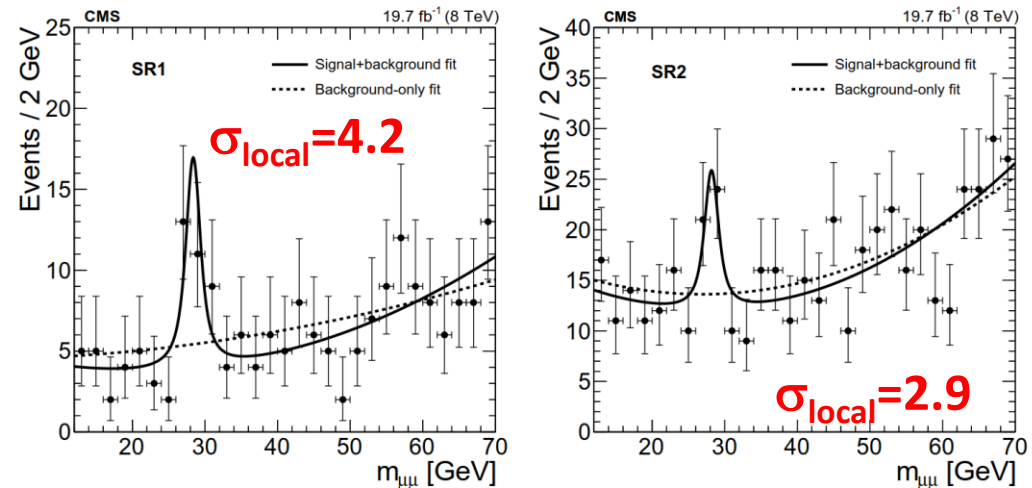 CMS 19.7 fb⁻¹ (8 TeV)
Events / 2 GeV
25
20
15
10
5
0
SR1
Signal+background fit
Background-only fit
σlocal=4.2
20 30 40 50 60 70
mμμ [GeV]
CMS 19.7 fb⁻¹ (8 TeV)
Events / 2 GeV
40
35
30
25
20
15
10
5
0
SR2
Signal+background fit
Background-only fit
σlocal=2.9
20 30 40 50 60 70
mμμ [GeV]